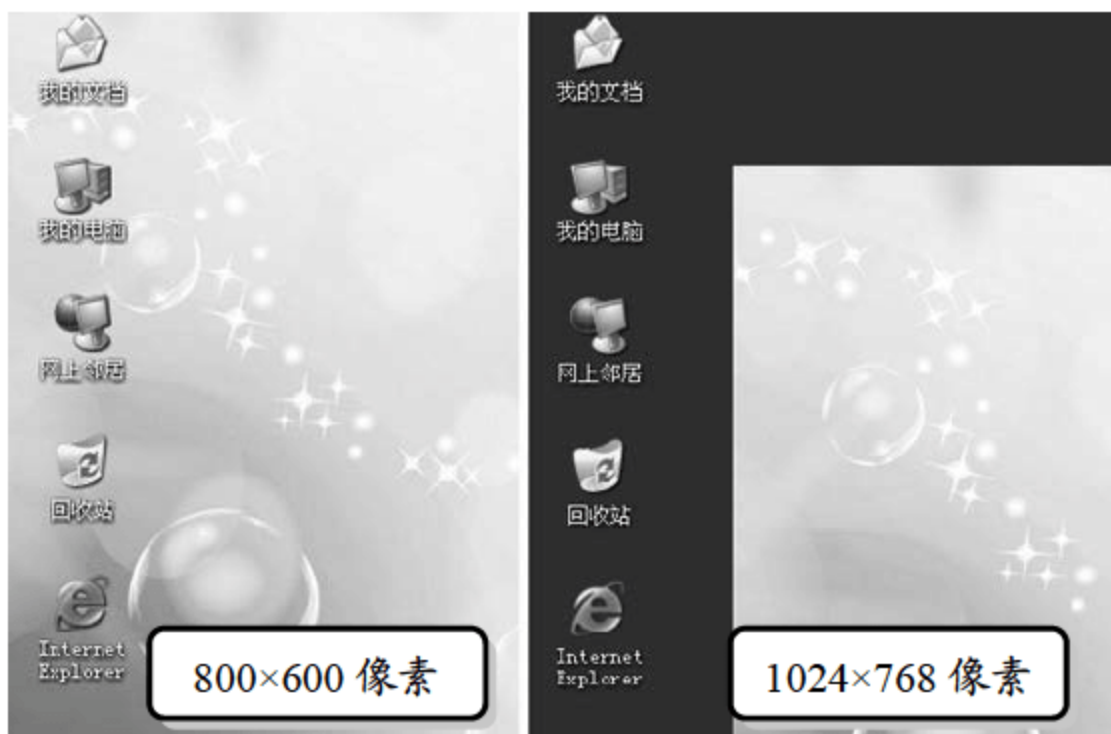 我的文档
我的电脑
网上邻居
回收站
Internet
Explorer
800×600 像素
我的文档
我的电脑
网上邻居
回收站
Internet
Explorer
1024×768 像素